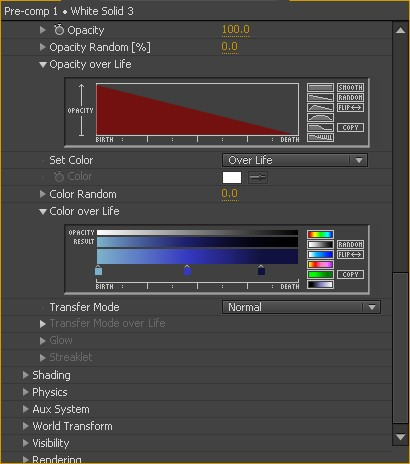 Pre-comp 1 • White Solid 3
Opacity 100.0
Opacity Random [%] 0.0
Opacity over Life
OPACITY
SMOOTH
RANDOM
FLIP
COPY
BIRTH DEATH
Set Color Over Life
Color
Color Random 0.0
Color over Life
OPACITY
RESULT
RANDOM
FLIP
COPY
BIRTH DEATH
Transfer Mode Normal
Transfer Mode over Life
Glow
Streaklet
Shading
Physics
Aux System
World Transform
Visibility
Rendering